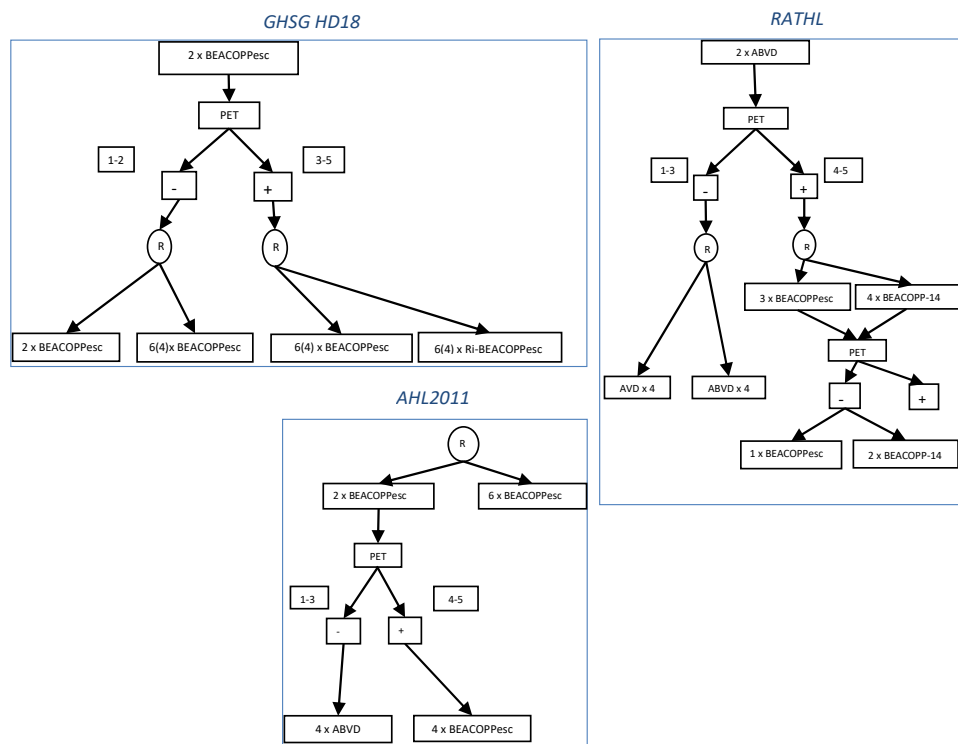 GHSG HD18
2 x BEACOPPesc
PET
1-2
3-5
-
+
R
R
2 x BEACOPPesc
6(4)x BEACOPPesc
6(4) x BEACOPPesc
6(4) x Ri-BEACOPPesc
RATHL
2 x ABVD
PET
1-3
4-5
-
+
R
R
3 x BEACOPPesc
4 x BEACOPP-14
PET
AVD x 4
ABVD x 4
-
+
1 x BEACOPPesc
2 x BEACOPP-14
AHL2011
R
2 x BEACOPPesc
6 x BEACOPPesc
PET
1-3
4-5
-
+
4 x ABVD
4 x BEACOPPesc